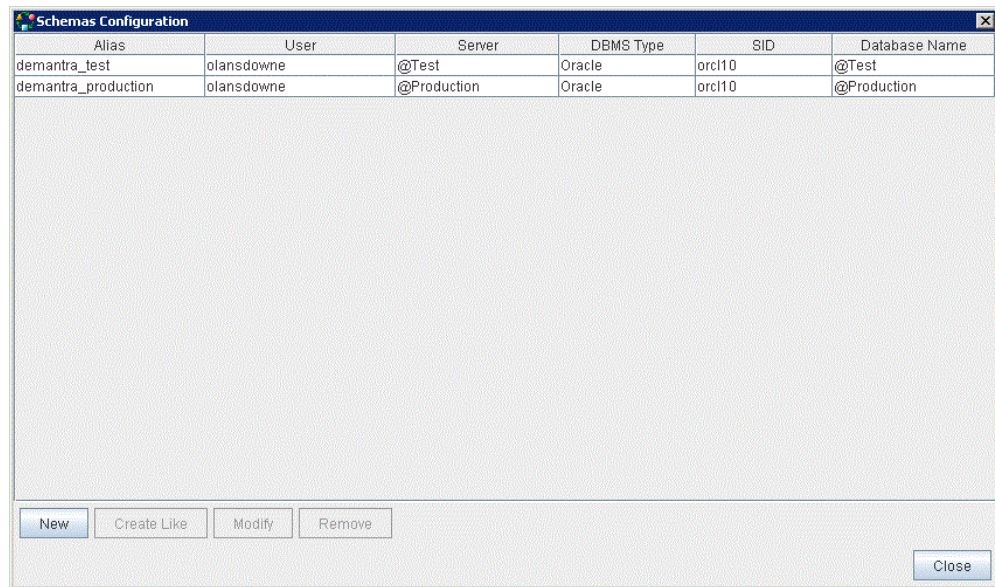 Schemas Configuration
Alias User Server DBMS Type SID Database Name
demantra_test olansdowne @Test Oracle orcl10 @Test
demantra_production olansdowne @Production Oracle orcl10 @Production
New Create Like Modify Remove
Close